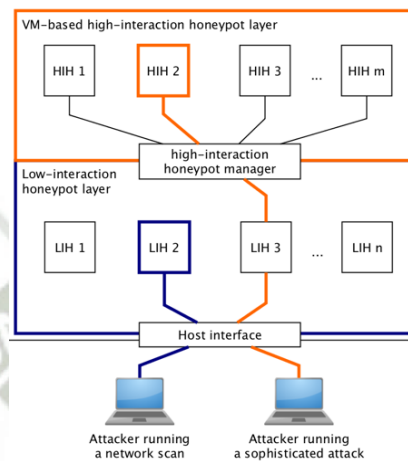 VM-based high-interaction honeypot layer
HIH 1
HIH 2
HIH 3
...
HIH m
high-interaction
honeypot manager
Low-interaction
honeypot layer
LIH 1
LIH 2
LIH 3
...
LIH n
Host interface
Attacker running
a network scan
Attacker running
a sophisticated attack